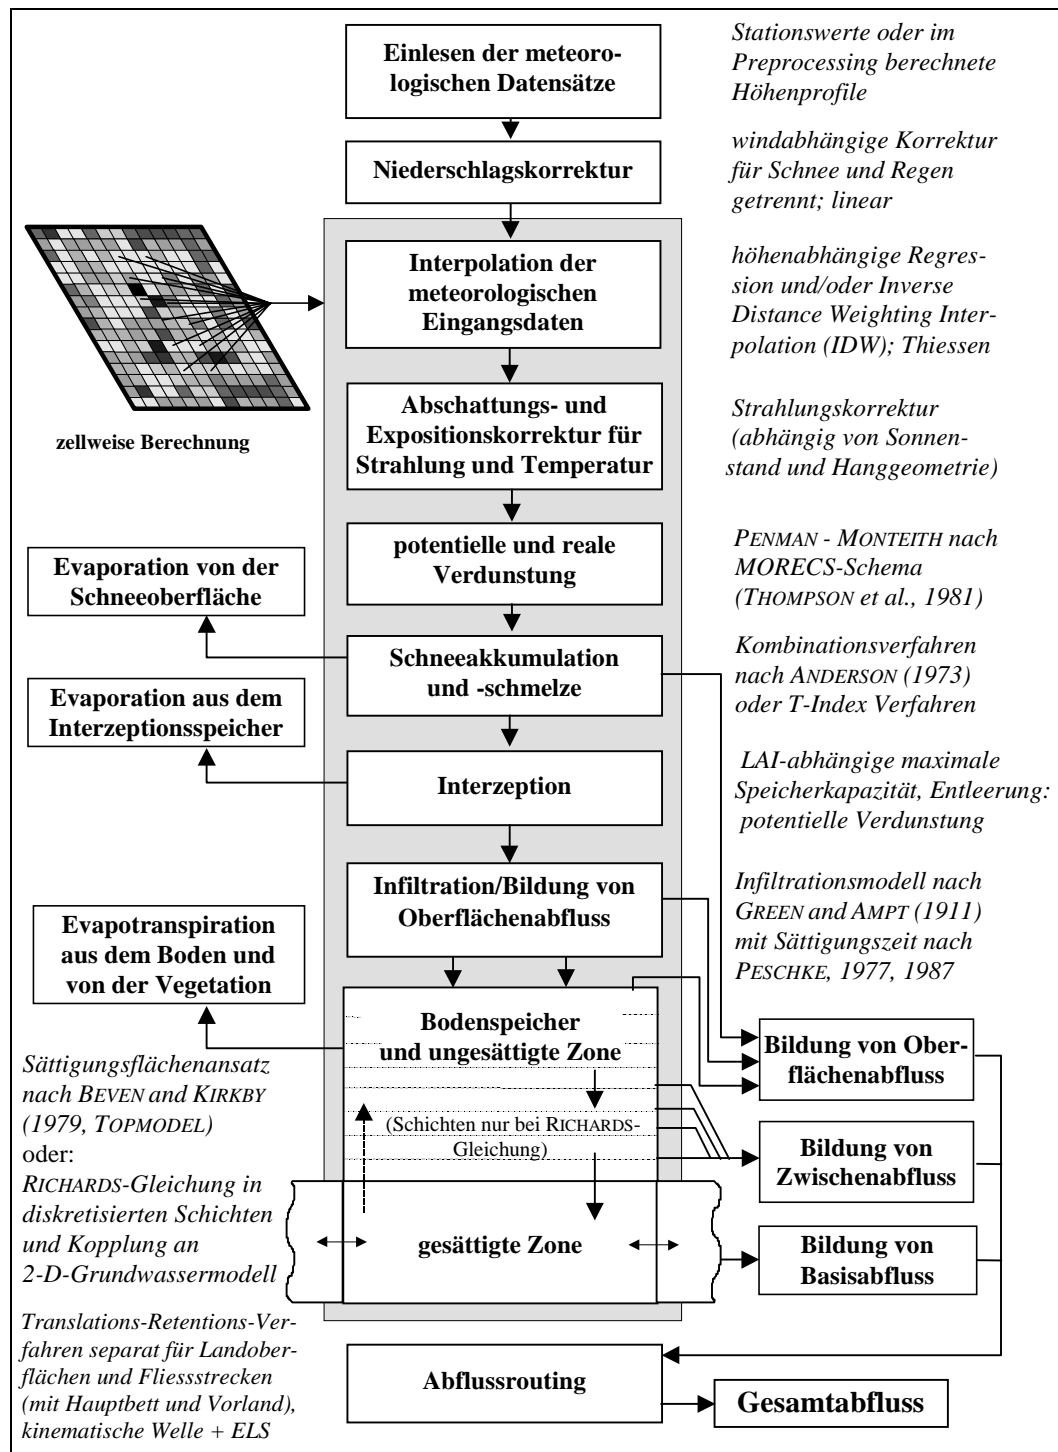 Einlesen der meteoro-
logischen Datensätze
Stationswerte oder im
Preprocessing berechnete
Höhenprofile
Niederschlagskorrektur
windabhängige Korrektur
für Schnee und Regen
getrennt; linear
zellweise Berechnung
Interpolation der
meteorologischen
Eingangsdaten
höhenabhängige Regres-
sion und/oder Inverse
Distance Weighting Inter-
polation (IDW); Thiessen
Abschattungs- und
Expositionskorrektur für
Strahlung und Temperatur
Strahlungskorrektur
(abhängig von Sonnen-
stand und Hanggeometrie)
potentielle und reale
Verdunstung
PENMAN - MONTEITH nach
MORECS-Schema
(THOMPSON et al., 1981)
Evaporation von der
Schneeoberfläche
Schneeakkumulation
und -schmelze
Kombinationsverfahren
nach ANDERSON (1973)
oder T-Index Verfahren
Evaporation aus dem
Interzeptionsspeicher
Interzeption
LAI-abhängige maximale
Speicherkapazität, Entleerung:
potentielle Verdunstung
Infiltration/Bildung von
Oberflächenabfluss
Infiltrationsmodell nach
GREEN and AMPT (1911)
mit Sättigungszeit nach
PESCHKE, 1977, 1987
Evapotranspiration
aus dem Boden und
von der Vegetation
Bodenspeicher
und ungesättigte Zone
(Schichten nur bei RICHARDS-
Gleichung)
Bildung von Ober-
flächenabfluss
Bildung von
Zwischenabfluss
Sättigungsflächenansatz
nach BEVEN and KIRKBY
(1979, TOPMODEL)
oder:
RICHARDS-Gleichung in
diskretisierten Schichten
und Kopplung an
2-D-Grundwassermodell
gesättigte Zone
Bildung von
Basisabfluss
Translations-Retentions-Ver-
fahren separat für Landober-
flächen und Fliessstrecken
(mit Hauptbett und Vorland),
kinematische Welle + ELS
Abflussrouting
Gesamtabfluss